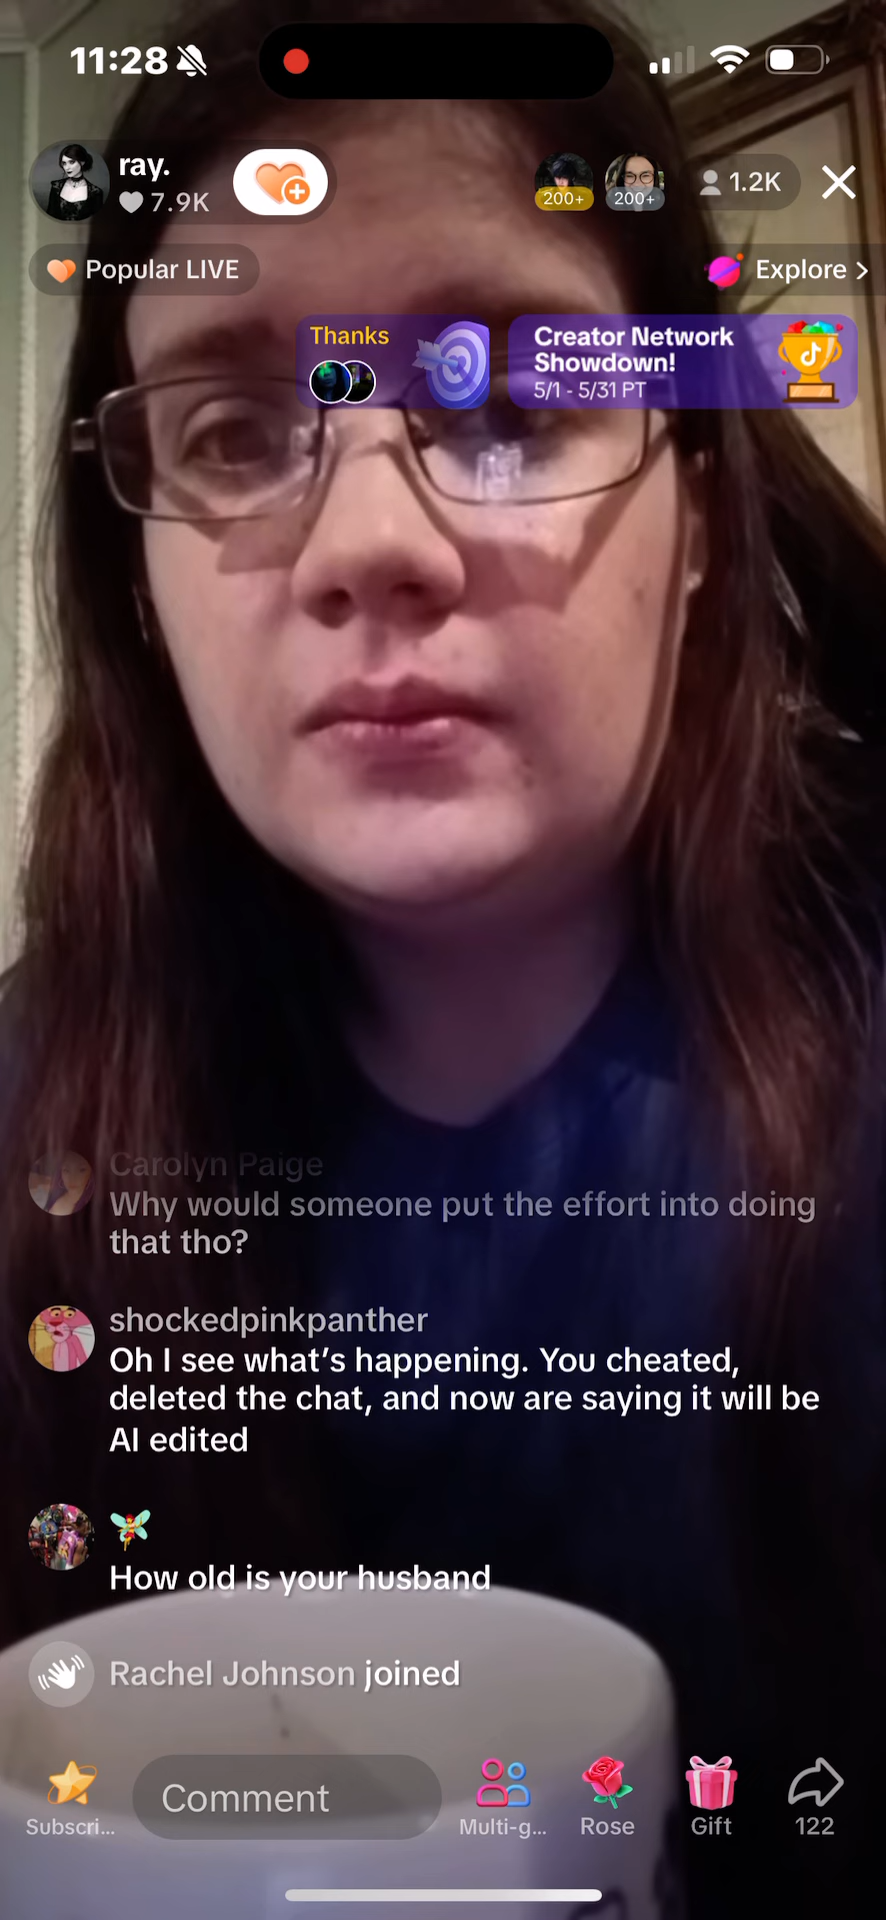 11:28
ray.
7.9K
200+
200+
1.2K
Popular LIVE
Explore >
Thanks
Creator Network
Showdown!
5/1 - 5/31 PT
Carolyn Paige
Why would someone put the effort into doing
that tho?
shockedpinkpanther
Oh I see what’s happening. You cheated,
deleted the chat, and now are saying it will be
AI edited
How old is your husband
Rachel Johnson joined
Comment
Subscri...
Multi-g...
Rose
Gift
122